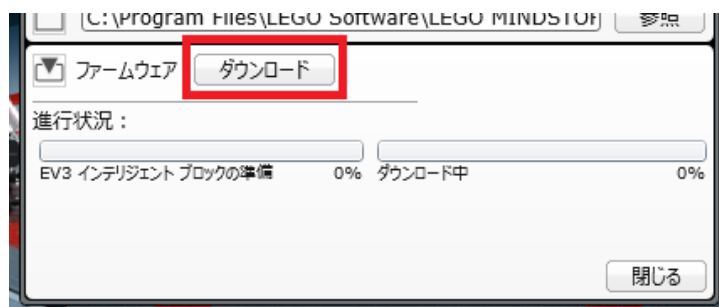 C:\Program Files\LEGO Software\LEGO MINDSTOR 参照
ファームウェア ダウンロード
進行状況：
EV3 インテリジェント ブロックの準備 0% ダウンロード中 0%
閉じる